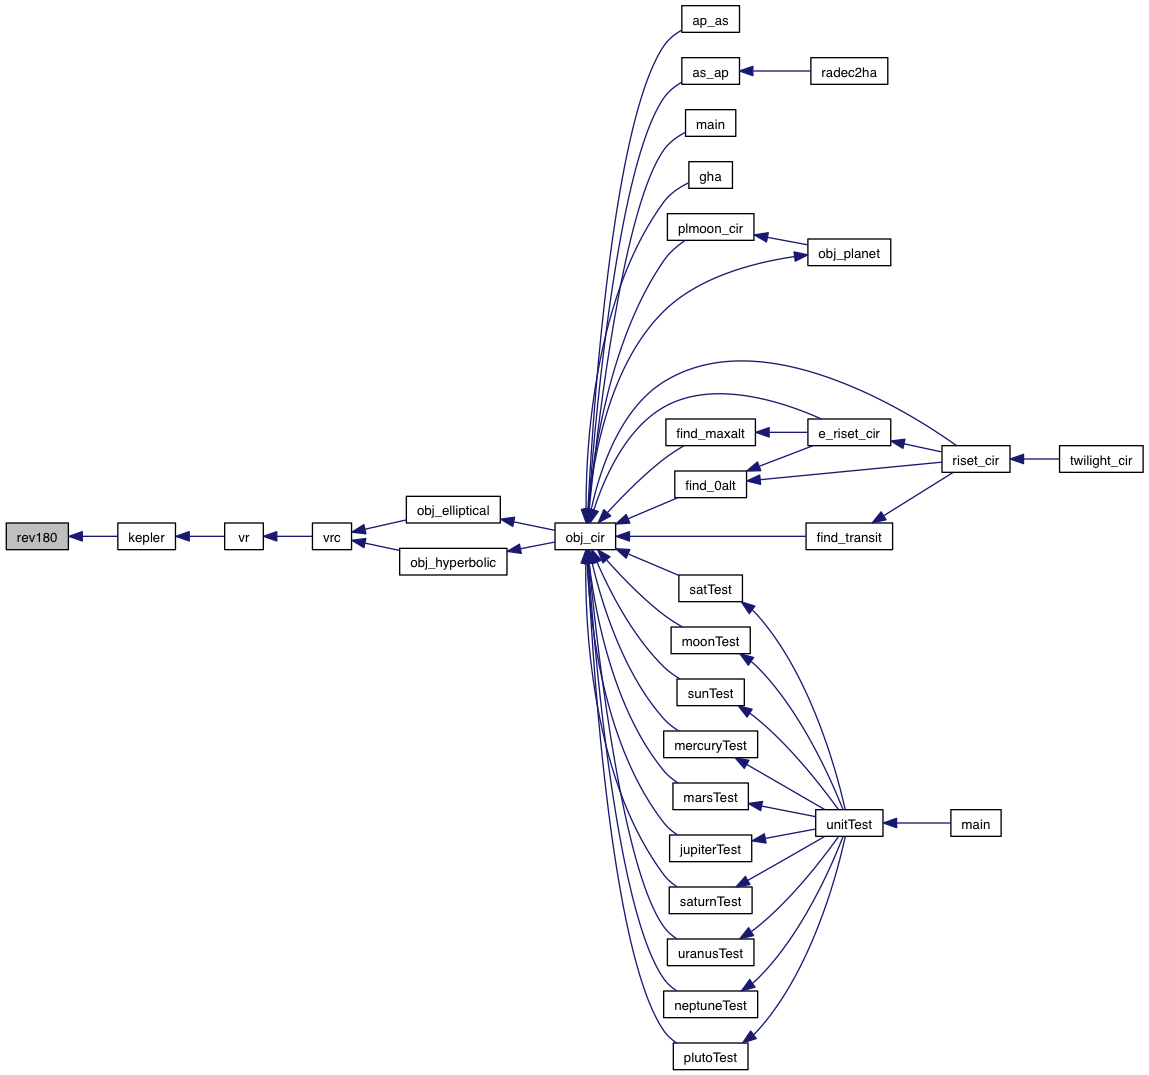 ap_as
as_ap
radec2ha
main
gha
plmoon_cir
obj_planet
find_maxalt
e_riset_cir
riset_cir
twilight_cir
find_0alt
obj_elliptical
rev180
kepler
vr
vrc
obj_cir
find_transit
obj_hyperbolic
satTest
moonTest
sunTest
mercuryTest
marsTest
unitTest
main
jupiterTest
saturnTest
uranusTest
neptuneTest
plutoTest